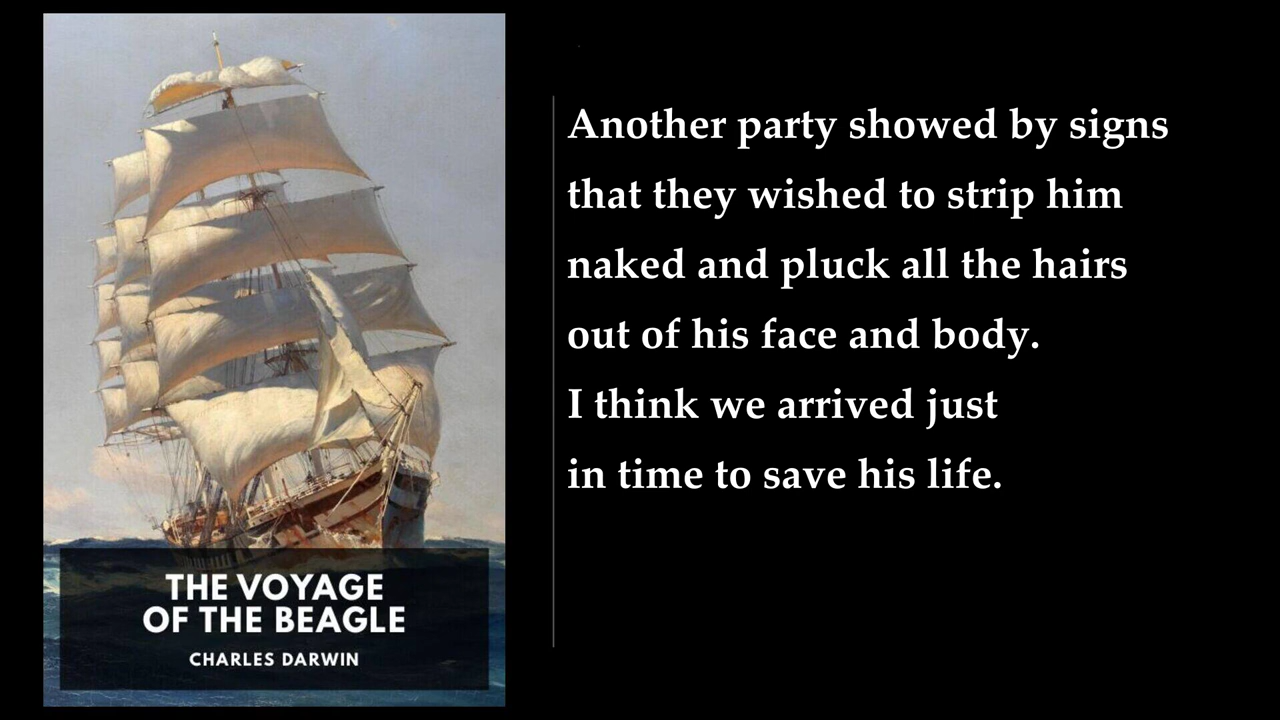 THE VOYAGE
OF THE BEAGLE
CHARLES DARWIN
Another party showed by signs
that they wished to strip him
naked and pluck all the hairs
out of his face and body.
I think we arrived just
in time to save his life.